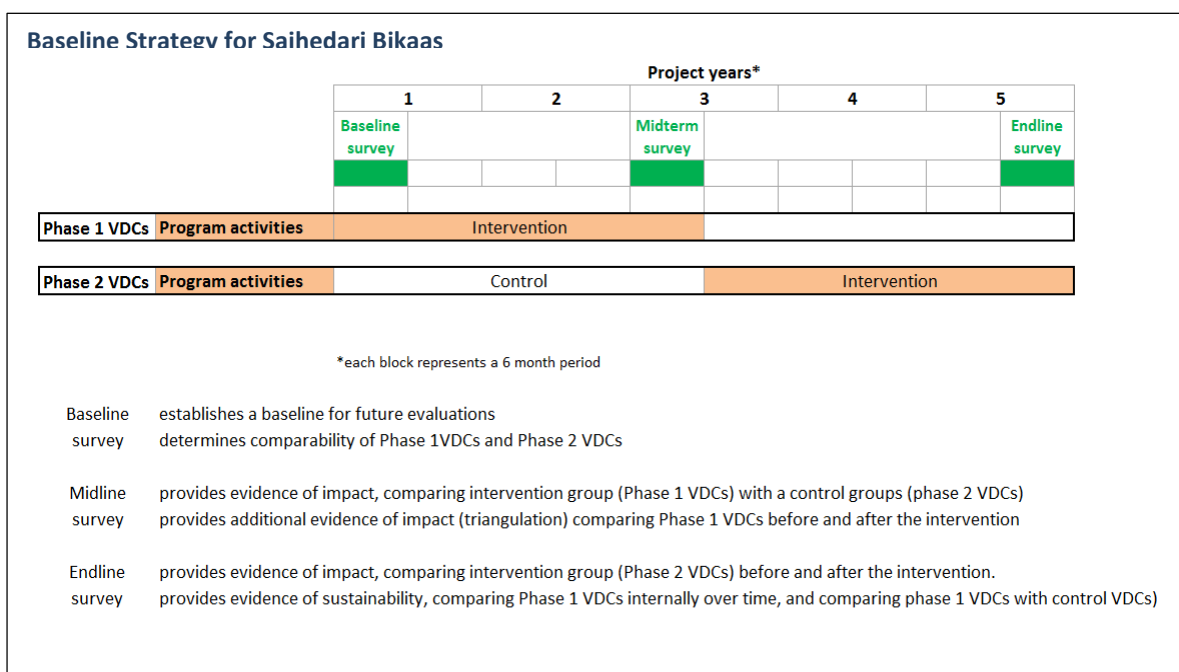 Baseline Strategy for Saihedari Bikaas
Project years*
1 2 3 4 5
Baseline Midterm Endline
survey survey survey
Phase 1 VDCs Program activities Intervention
Phase 2 VDCs Program activities Control Intervention
*each block represents a 6 month period
Baseline establishes a baseline for future evaluations
survey determines comparability of Phase 1VDCs and Phase 2 VDCs
Midline provides evidence of impact, comparing intervention group (Phase 1 VDCs) with a control groups (phase 2 VDCs)
survey provides additional evidence of impact (triangulation) comparing Phase 1 VDCs before and after the intervention
Endline provides evidence of impact, comparing intervention group (Phase 2 VDCs) before and after the intervention.
survey provides evidence of sustainability, comparing Phase 1 VDCs internally over time, and comparing phase 1 VDCs with control VDCs)